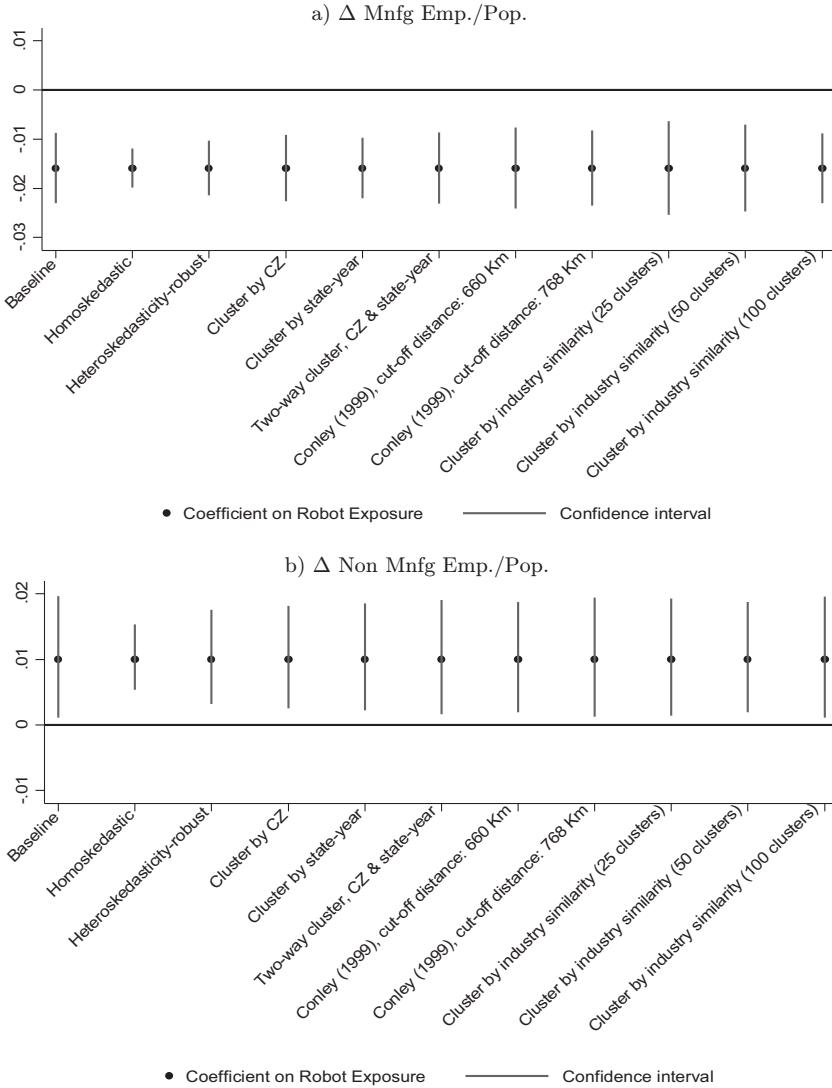 a) Δ Mnfg Emp./Pop.
.01
0
-.01
-.02
-.03
Baseline
Homoskedastic
Heteroskedasticity-robust
Cluster by CZ
Cluster by state-year
Two-way cluster, CZ & state-year
Conley (1999), cut-off distance: 660 Km
Conley (1999), cut-off distance: 768 Km
Cluster by industry similarity (25 clusters)
Cluster by industry similarity (50 clusters)
Cluster by industry similarity (100 clusters)
Coefficient on Robot Exposure
Confidence interval
b) Δ Non Mnfg Emp./Pop.
.02
.01
0
-.01
Baseline
Homoskedastic
Heteroskedasticity-robust
Cluster by CZ
Cluster by state-year
Two-way cluster, CZ & state-year
Conley (1999), cut-off distance: 660 Km
Conley (1999), cut-off distance: 768 Km
Cluster by industry similarity (25 clusters)
Cluster by industry similarity (50 clusters)
Cluster by industry similarity (100 clusters)
Coefficient on Robot Exposure
Confidence interval